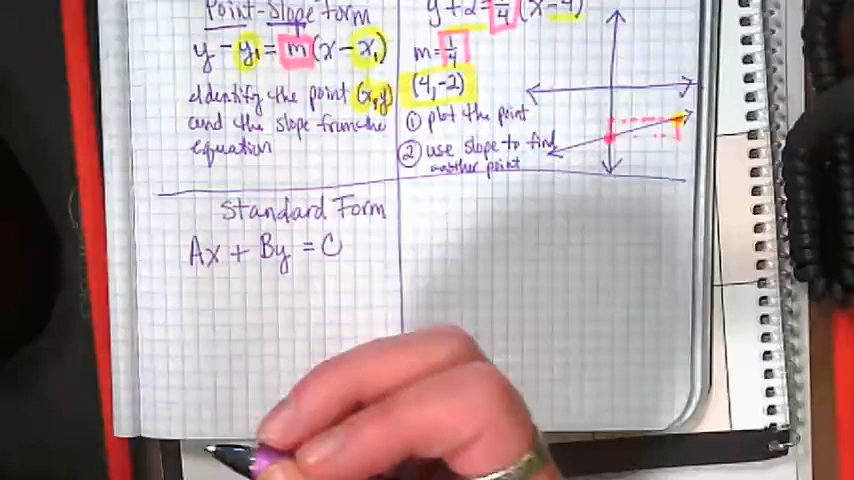 Point-Slope form
y - y₁ = m(x - x₁)
Identify the point (x, y)
and the slope from the
equation
y + 2 = 1/4 (x - 4)
m = 1/4
(4, -2)
① plot the point
② use slope to find
another point
Standard Form
Ax + By = C